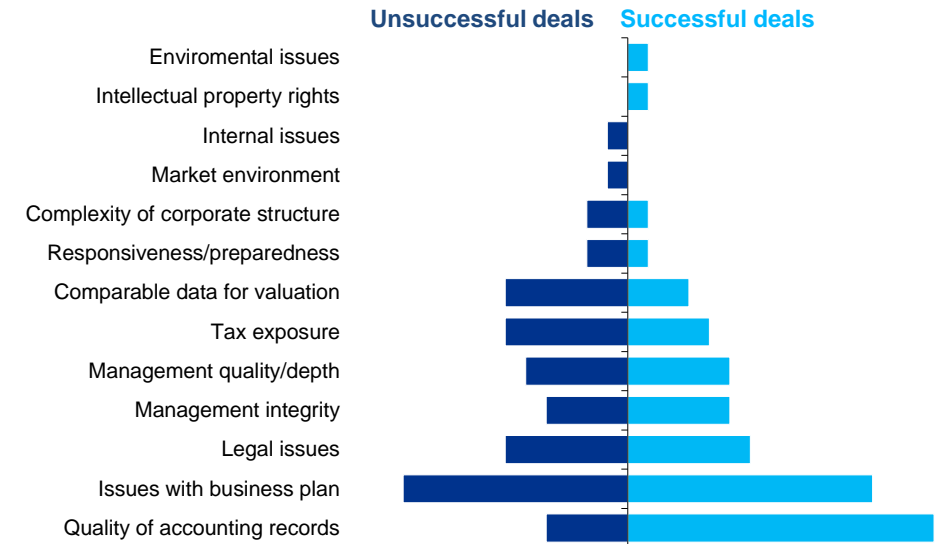 Unsuccessful deals Successful deals
Enviromental issues
Intellectual property rights
Internal issues
Market environment
Complexity of corporate structure
Responsiveness/preparedness
Comparable data for valuation
Tax exposure
Management quality/depth
Management integrity
Legal issues
Issues with business plan
Quality of accounting records